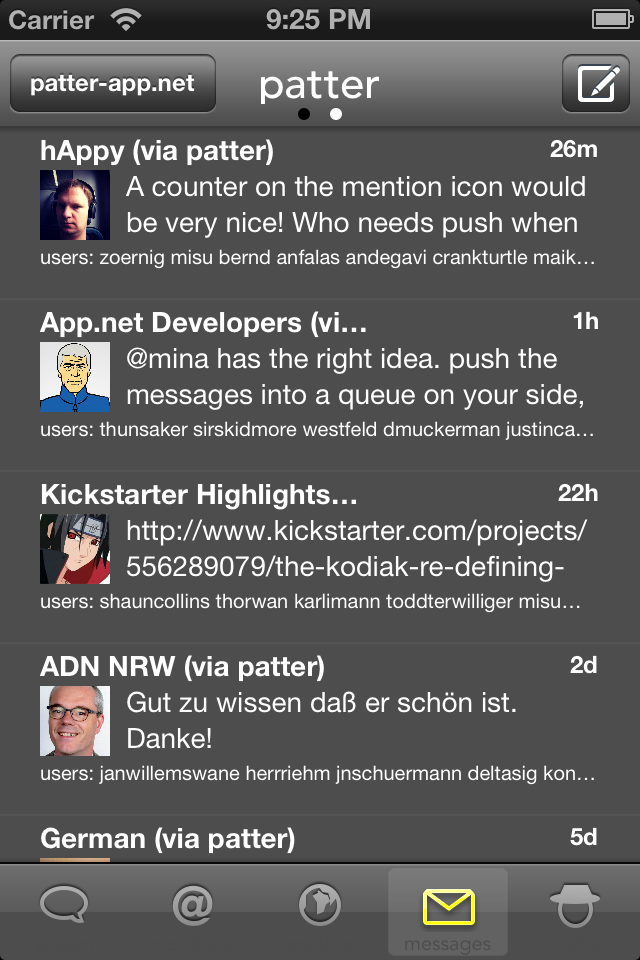 Carrier 9:25 PM
patter-app.net patter
hAppy (via patter) 26m
A counter on the mention icon would
be very nice! Who needs push when
users: zoernig misu bernd anfalas andegavi crankturtle maik…
App.net Developers (vi… 1h
@mina has the right idea. push the
messages into a queue on your side,
users: thunsaker sirskidmore westfeld dmuckerman justinca…
Kickstarter Highlights… 22h
http://www.kickstarter.com/projects/
556289079/the-kodiak-re-defining-
users: shauncollins thorwan karlimann toddterwilliger misu…
ADN NRW (via patter) 2d
Gut zu wissen daß er schön ist.
Danke!
users: janwillemswane herrriehm jnschuermann deltasig kon…
German (via patter) 5d
@
messages